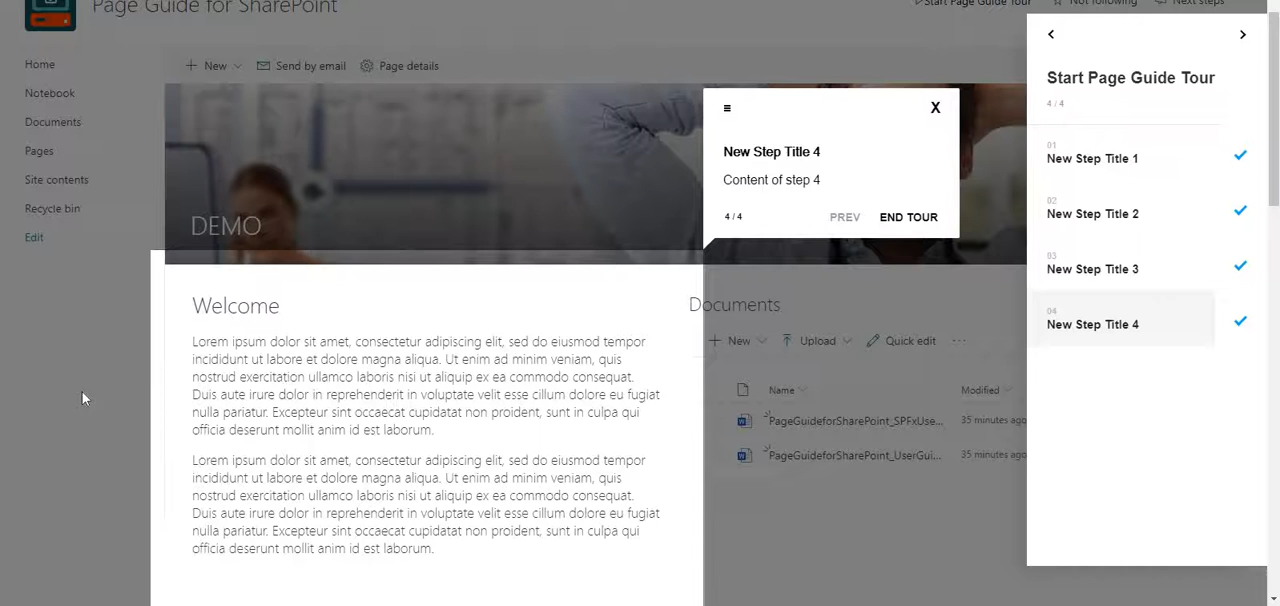 Page Guide for SharePoint
Start Page Guide Tour
Not following
Next steps
Home
Notebook
Documents
Pages
Site contents
Recycle bin
Edit
New
Send by email
Page details
DEMO
X
New Step Title 4
Content of step 4
4 / 4
PREV
END TOUR
Welcome
Lorem ipsum dolor sit amet, consectetur adipiscing elit, sed do eiusmod tempor
incididunt ut labore et dolore magna aliqua. Ut enim ad minim veniam, quis
nostrud exercitation ullamco laboris nisi ut aliquip ex ea commodo consequat.
Duis aute irure dolor in reprehenderit in voluptate velit esse cillum dolore eu fugiat
nulla pariatur. Excepteur sint occaecat cupidatat non proident, sunt in culpa qui
officia deserunt mollit anim id est laborum.
Lorem ipsum dolor sit amet, consectetur adipiscing elit, sed do eiusmod tempor
incididunt ut labore et dolore magna aliqua. Ut enim ad minim veniam, quis
nostrud exercitation ullamco laboris nisi ut aliquip ex ea commodo consequat.
Duis aute irure dolor in reprehenderit in voluptate velit esse cillum dolore eu fugiat
nulla pariatur. Excepteur sint occaecat cupidatat non proident, sunt in culpa qui
officia deserunt mollit anim id est laborum.
Documents
New
Upload
Quick edit
···
Name
Modified
PageGuideforSharePoint_SPFxUse...
35 minutes ago
PageGuideforSharePoint_UserGui...
35 minutes ago
Start Page Guide Tour
4 / 4
01
New Step Title 1
02
New Step Title 2
03
New Step Title 3
04
New Step Title 4